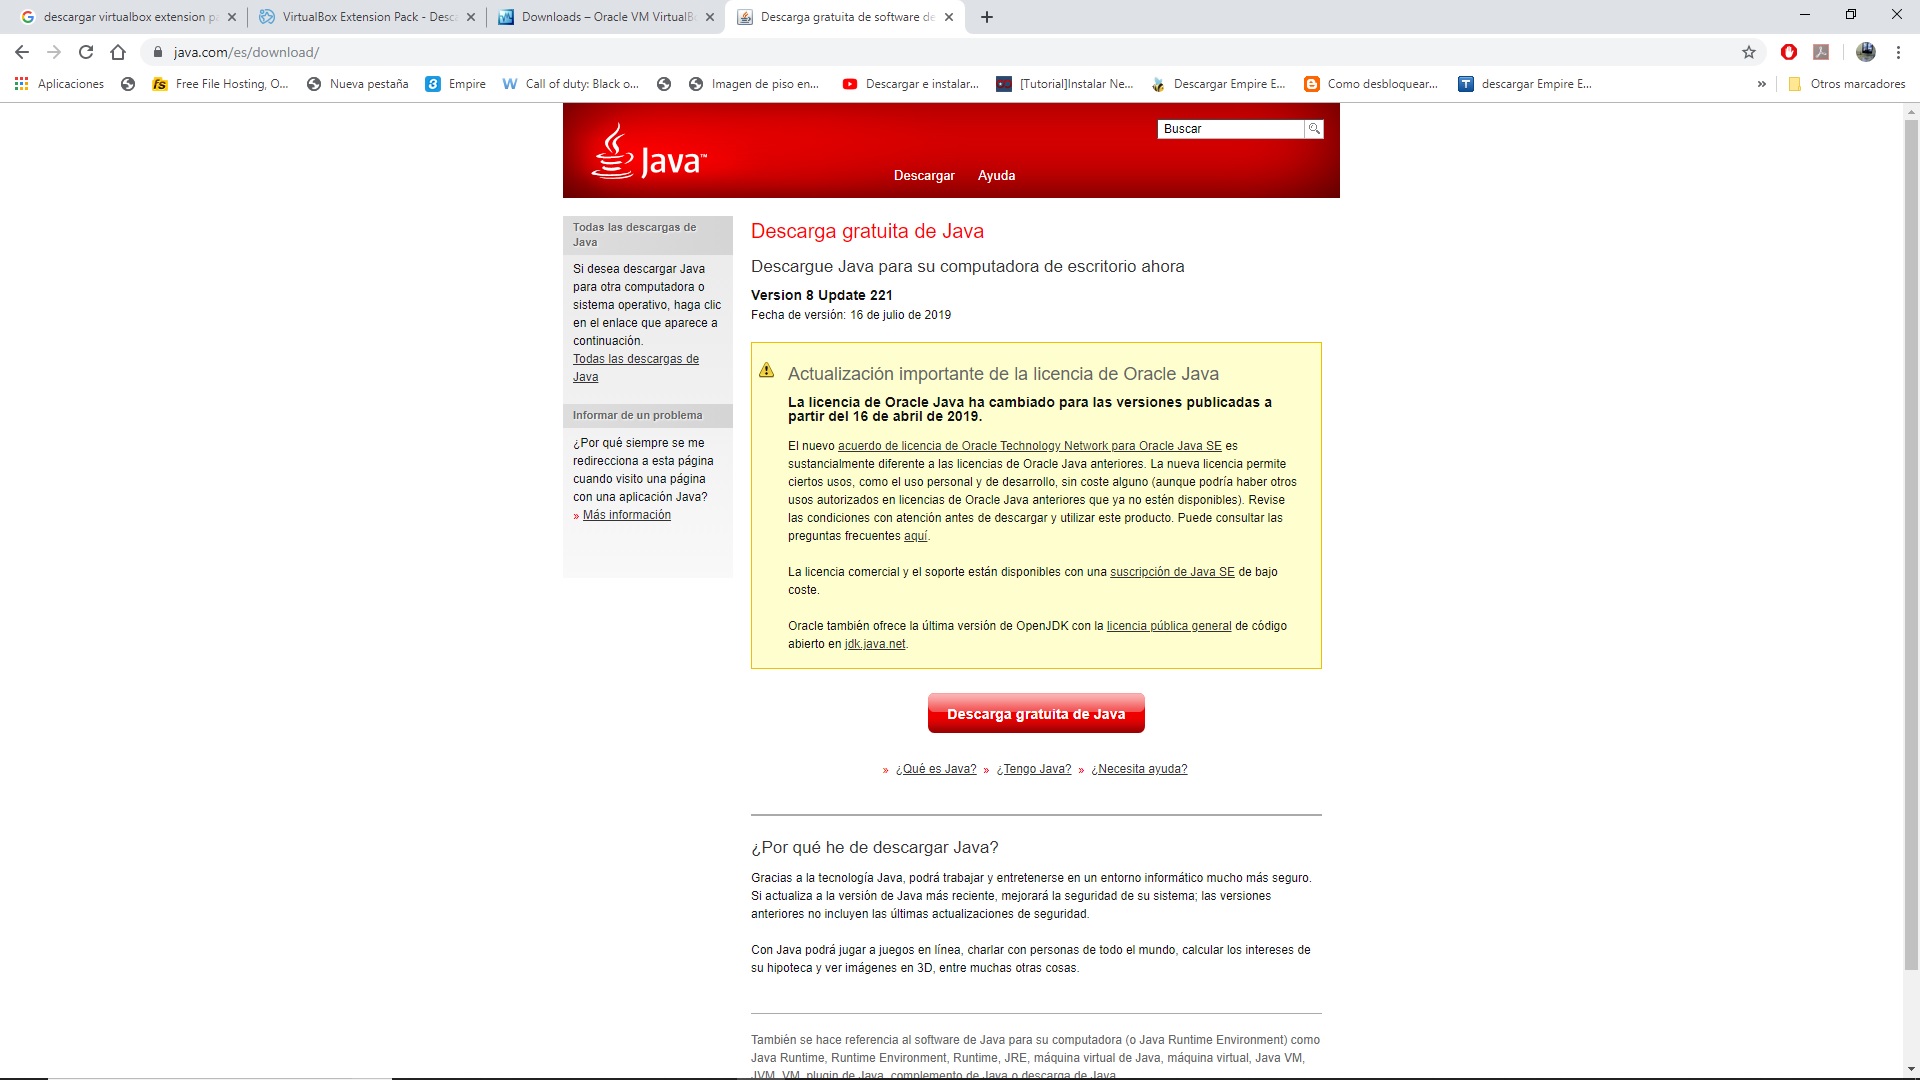 descargar virtualbox extension pa
VirtualBox Extension Pack - Desca
Downloads – Oracle VM VirtualB
Descarga gratuita de software de
java.com/es/download/
Aplicaciones
Free File Hosting, O...
Nueva pestaña
Empire
Call of duty: Black o...
Imagen de piso en...
Descargar e instalar...
[Tutorial]Instalar Ne...
Descargar Empire E...
Como desbloquear...
descargar Empire E...
»
Otros marcadores
Java™
Buscar
Descargar
Ayuda
Todas las descargas de
Java
Si desea descargar Java
para otra computadora o
sistema operativo, haga clic
en el enlace que aparece a
continuación.
Todas las descargas de
Java
Informar de un problema
¿Por qué siempre se me
redirecciona a esta página
cuando visito una página
con una aplicación Java?
» Más información
Descarga gratuita de Java
Descargue Java para su computadora de escritorio ahora
Version 8 Update 221
Fecha de versión: 16 de julio de 2019
Actualización importante de la licencia de Oracle Java
La licencia de Oracle Java ha cambiado para las versiones publicadas a
partir del 16 de abril de 2019.
El nuevo acuerdo de licencia de Oracle Technology Network para Oracle Java SE es
sustancialmente diferente a las licencias de Oracle Java anteriores. La nueva licencia permite
ciertos usos, como el uso personal y de desarrollo, sin coste alguno (aunque podría haber otros
usos autorizados en licencias de Oracle Java anteriores que ya no estén disponibles). Revise
las condiciones con atención antes de descargar y utilizar este producto. Puede consultar las
preguntas frecuentes aquí.
La licencia comercial y el soporte están disponibles con una suscripción de Java SE de bajo
coste.
Oracle también ofrece la última versión de OpenJDK con la licencia pública general de código
abierto en jdk.java.net.
Descarga gratuita de Java
» ¿Qué es Java? » ¿Tengo Java? » ¿Necesita ayuda?
¿Por qué he de descargar Java?
Gracias a la tecnología Java, podrá trabajar y entretenerse en un entorno informático mucho más seguro.
Si actualiza a la versión de Java más reciente, mejorará la seguridad de su sistema; las versiones
anteriores no incluyen las últimas actualizaciones de seguridad.
Con Java podrá jugar a juegos en línea, charlar con personas de todo el mundo, calcular los intereses de
su hipoteca y ver imágenes en 3D, entre muchas otras cosas.
También se hace referencia al software de Java para su computadora (o Java Runtime Environment) como
Java Runtime, Runtime Environment, Runtime, JRE, máquina virtual de Java, máquina virtual, Java VM,
JVM, VM, plugin de Java, complemento de Java o descarga de Java.